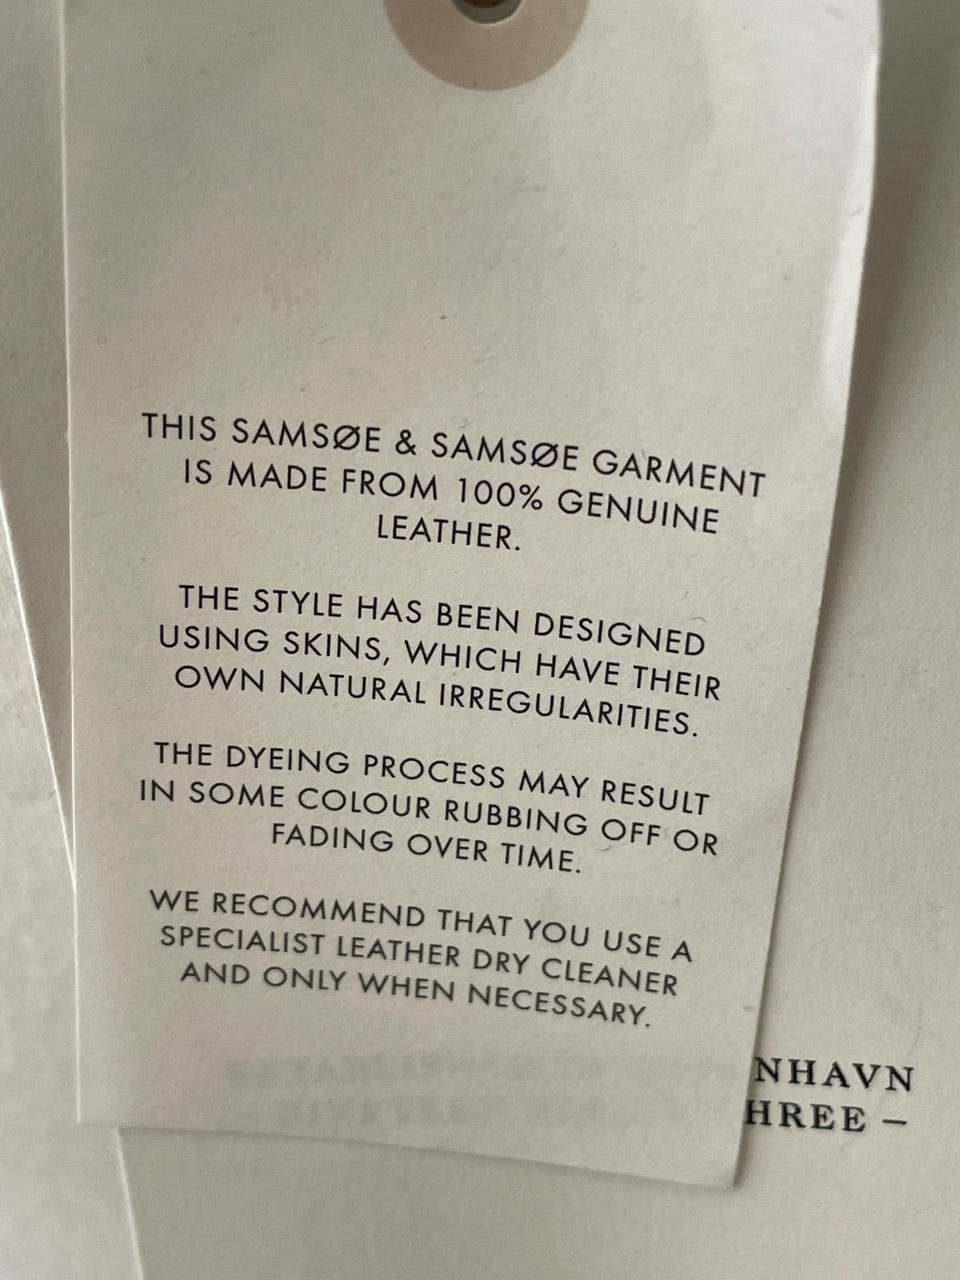 THIS SAMSØE & SAMSØE GARMENT
IS MADE FROM 100% GENUINE
LEATHER.
THE STYLE HAS BEEN DESIGNED
USING SKINS, WHICH HAVE THEIR
OWN NATURAL IRREGULARITIES.
THE DYEING PROCESS MAY RESULT
IN SOME COLOUR RUBBING OFF OR
FADING OVER TIME.
WE RECOMMEND THAT YOU USE A
SPECIALIST LEATHER DRY CLEANER
AND ONLY WHEN NECESSARY.
NHAVN
HREE –